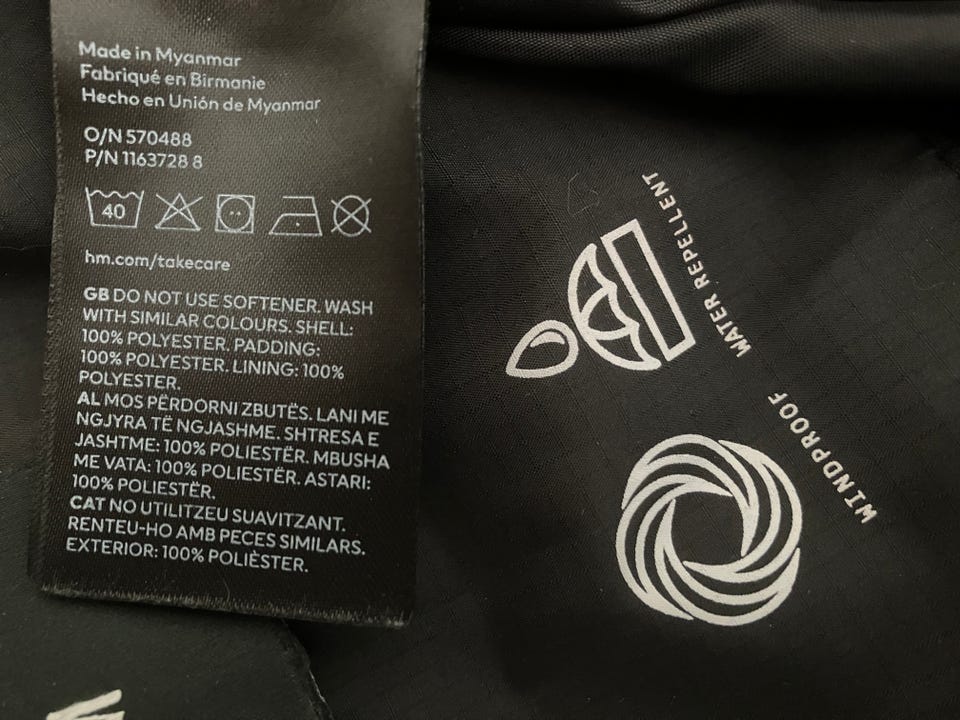 Made in Myanmar
Fabriqué en Birmanie
Hecho en Unión de Myanmar
O/N 570488
P/N 1163728 8
40
hm.com/takecare
GB DO NOT USE SOFTENER. WASH
WITH SIMILAR COLOURS. SHELL:
100% POLYESTER. PADDING:
100% POLYESTER. LINING: 100%
POLYESTER.
AL MOS PËRDORNI ZBUTËS. LANI ME
NGJYRA TË NGJASHME. SHTRESA E
JASHTME: 100% POLIESTËR. MBUSHA
ME VATA: 100% POLIESTËR. ASTARI:
100% POLIESTËR.
CAT NO UTILITZEU SUAVITZANT.
RENTEU-HO AMB PECES SIMILARS.
EXTERIOR: 100% POLIÈSTER.
WATER REPELLENT
WINDPROOF